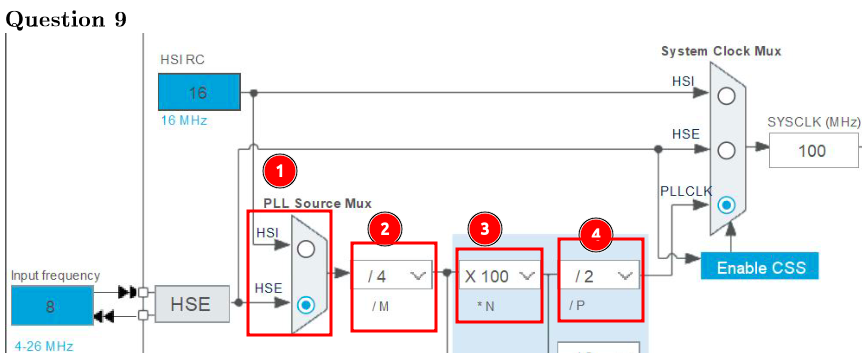 Question 9
System Clock Mux
HSI RC
16
16 MHz
HSI
HSE
PLLCLK
SYSCLK (MHz)
100
Enable CSS
1
PLL Source Mux
HSI
HSE
2
/ 4
/ M
3
X 100
* N
4
/ 2
/ P
Input frequency
8
4-26 MHz
HSE